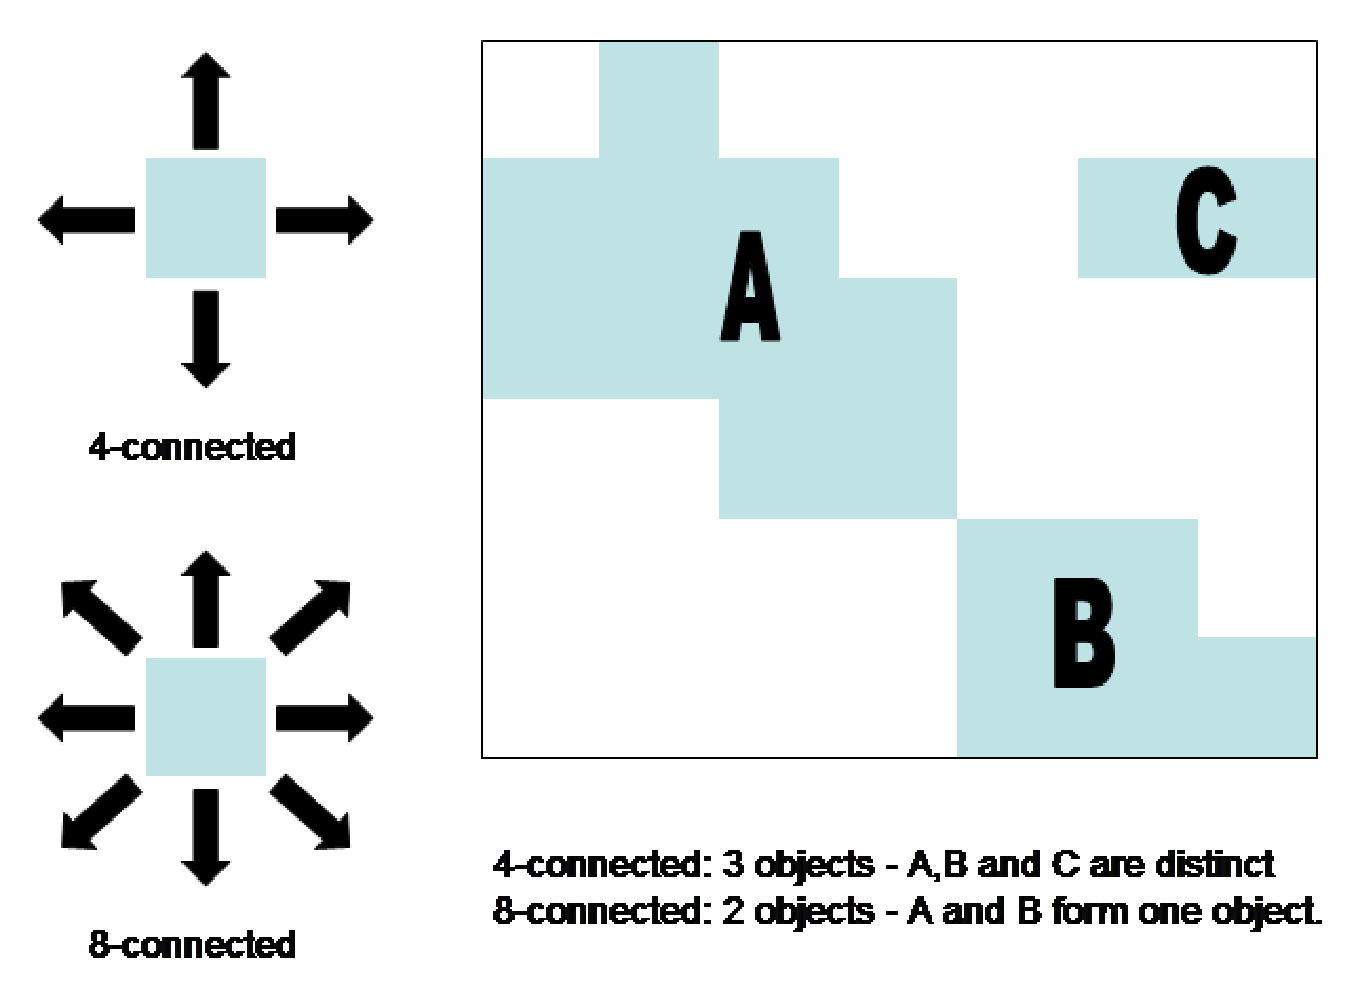 C
A
4-connected
B
4-connected: 3 objects - A,B and C are distinct
8-connected: 2 objects - A and B form one object.
8-connected